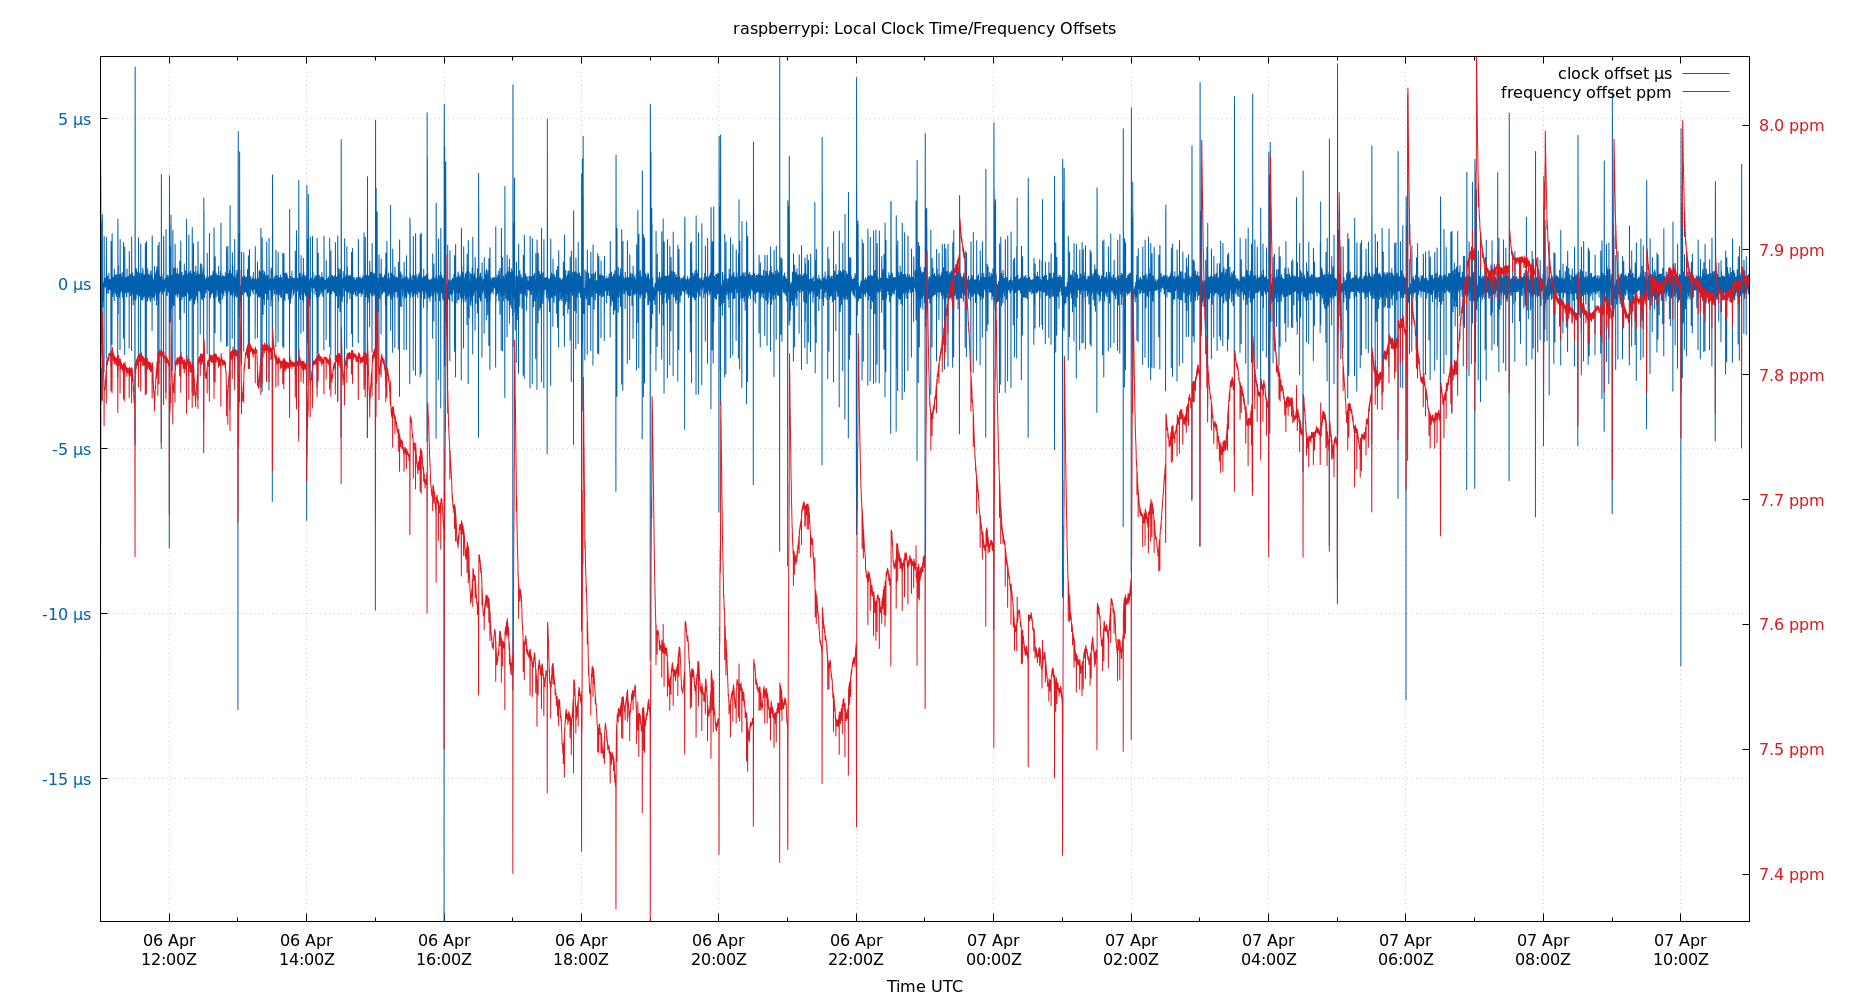 raspberrypi: Local Clock Time/Frequency Offsets
clock offset µs
frequency offset ppm
5 µs
0 µs
-5 µs
-10 µs
-15 µs
8.0 ppm
7.9 ppm
7.8 ppm
7.7 ppm
7.6 ppm
7.5 ppm
7.4 ppm
06 Apr 06 Apr 06 Apr 06 Apr 06 Apr 06 Apr 07 Apr 07 Apr 07 Apr 07 Apr 07 Apr 07 Apr
12:00Z 14:00Z 16:00Z 18:00Z 20:00Z 22:00Z 00:00Z 02:00Z 04:00Z 06:00Z 08:00Z 10:00Z
Time UTC